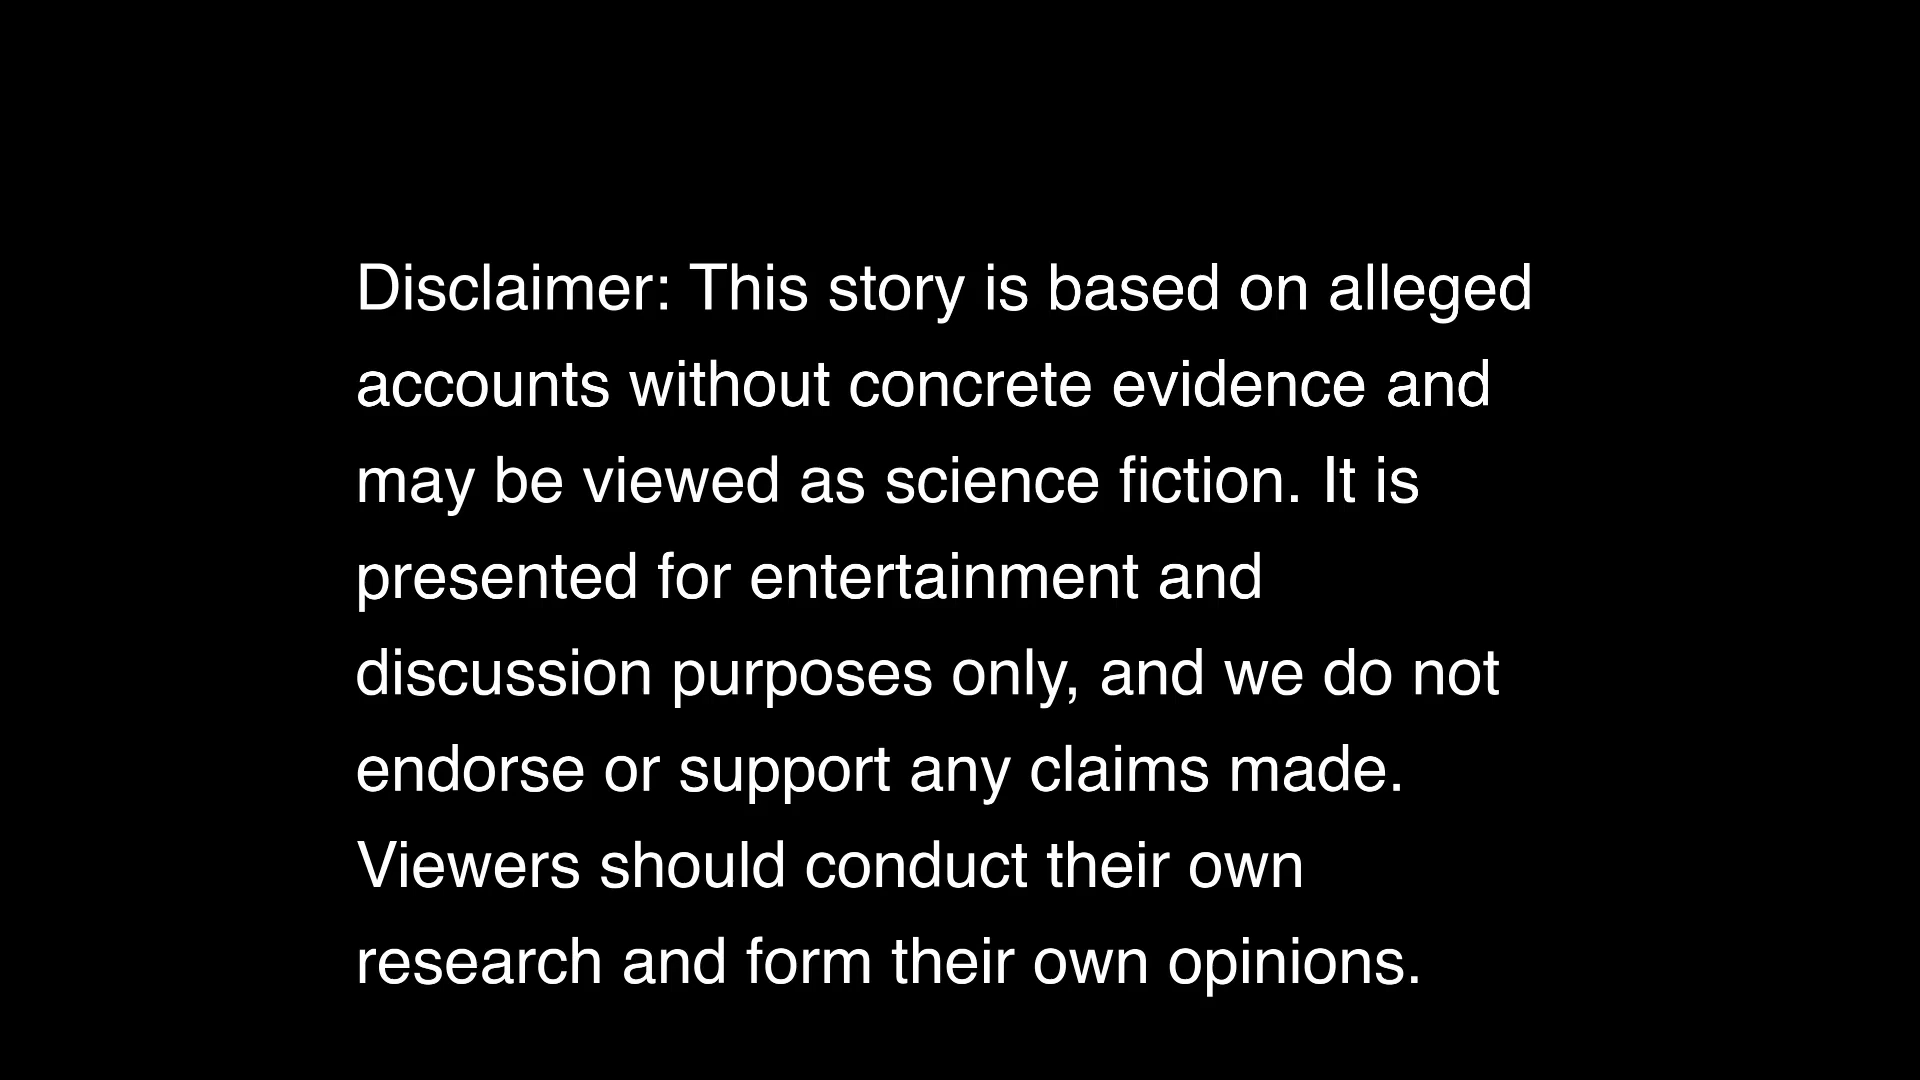 Disclaimer: This story is based on alleged
accounts without concrete evidence and
may be viewed as science fiction. It is
presented for entertainment and
discussion purposes only, and we do not
endorse or support any claims made.
Viewers should conduct their own
research and form their own opinions.